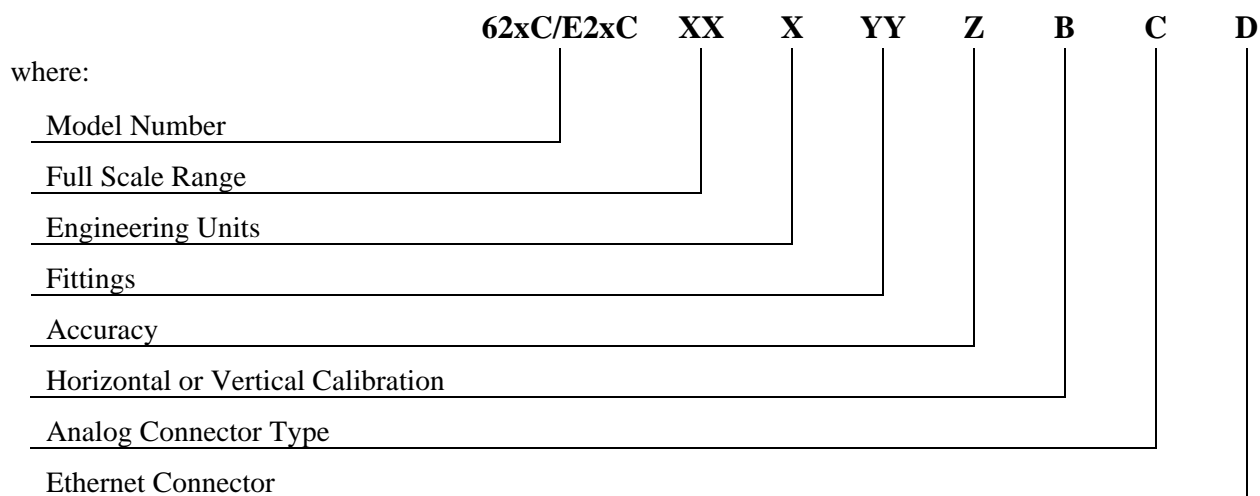 62xC/E2xC XX X YY Z B C D
where:
Model Number
Full Scale Range
Engineering Units
Fittings
Accuracy
Horizontal or Vertical Calibration
Analog Connector Type
Ethernet Connector